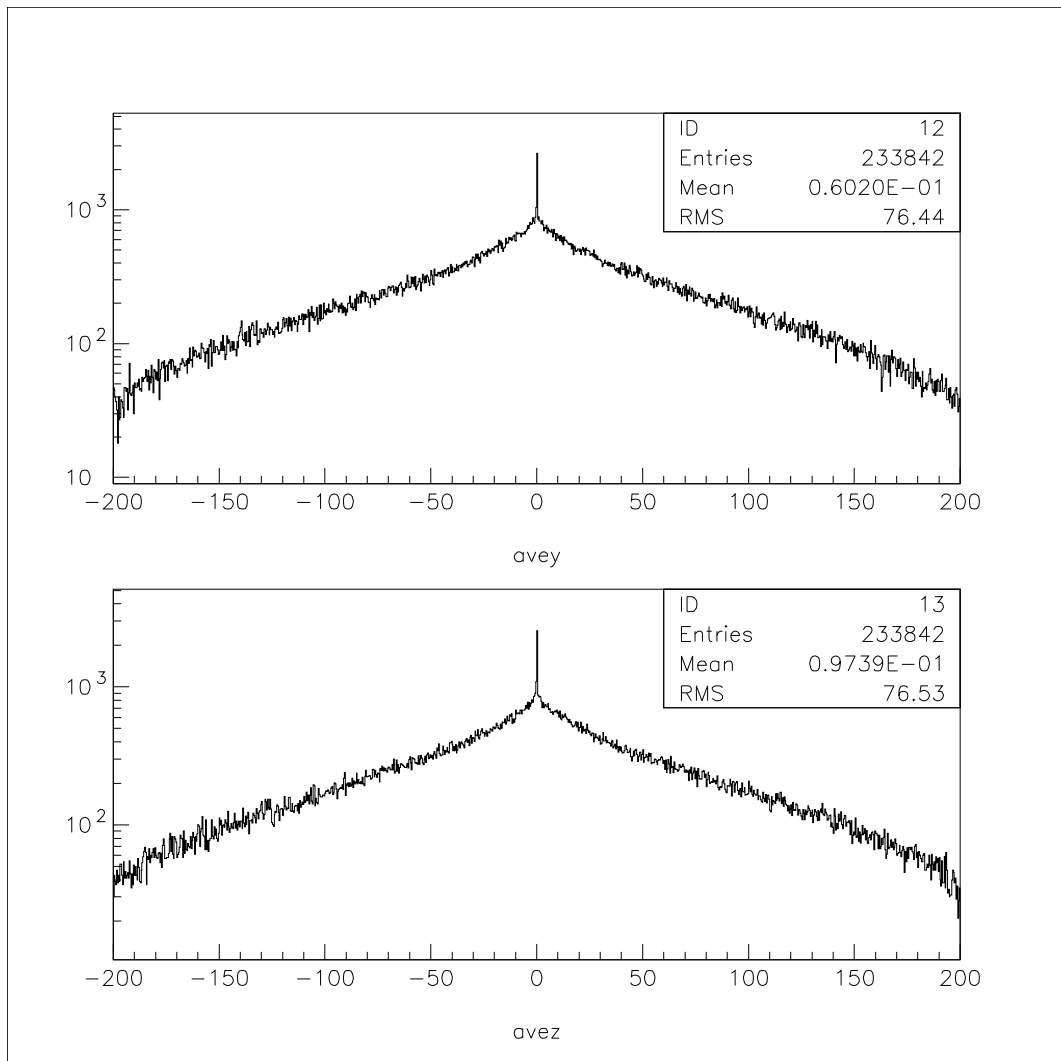 ID 12
Entries 233842
Mean 0.6020E-01
RMS 76.44
10^3
10^2
10
-200 -150 -100 -50 0 50 100 150 200
avey
ID 13
Entries 233842
Mean 0.9739E-01
RMS 76.53
10^3
10^2
-200 -150 -100 -50 0 50 100 150 200
avez